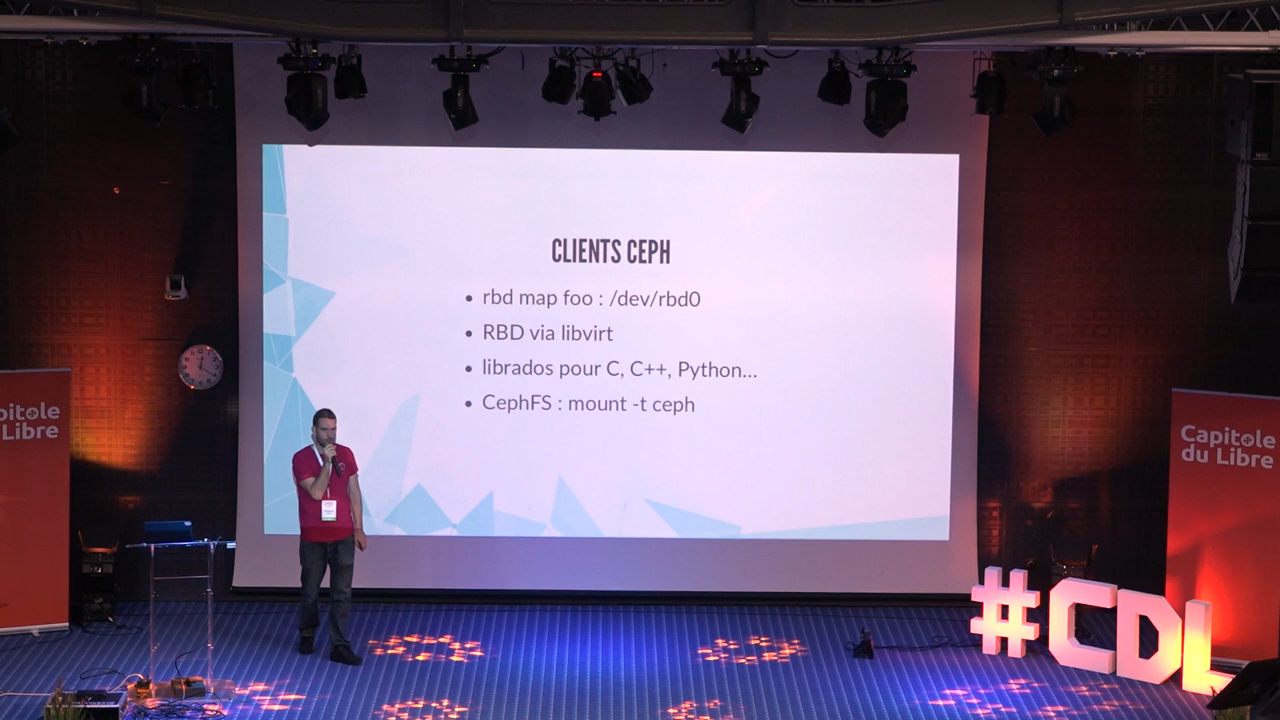 CLIENTS CEPH
rbd map foo : /dev/rbd0
RBD via libvirt
librados pour C, C++, Python...
CephFS : mount -t ceph
pitole
Libre
Capitole
du Libre
#CDL